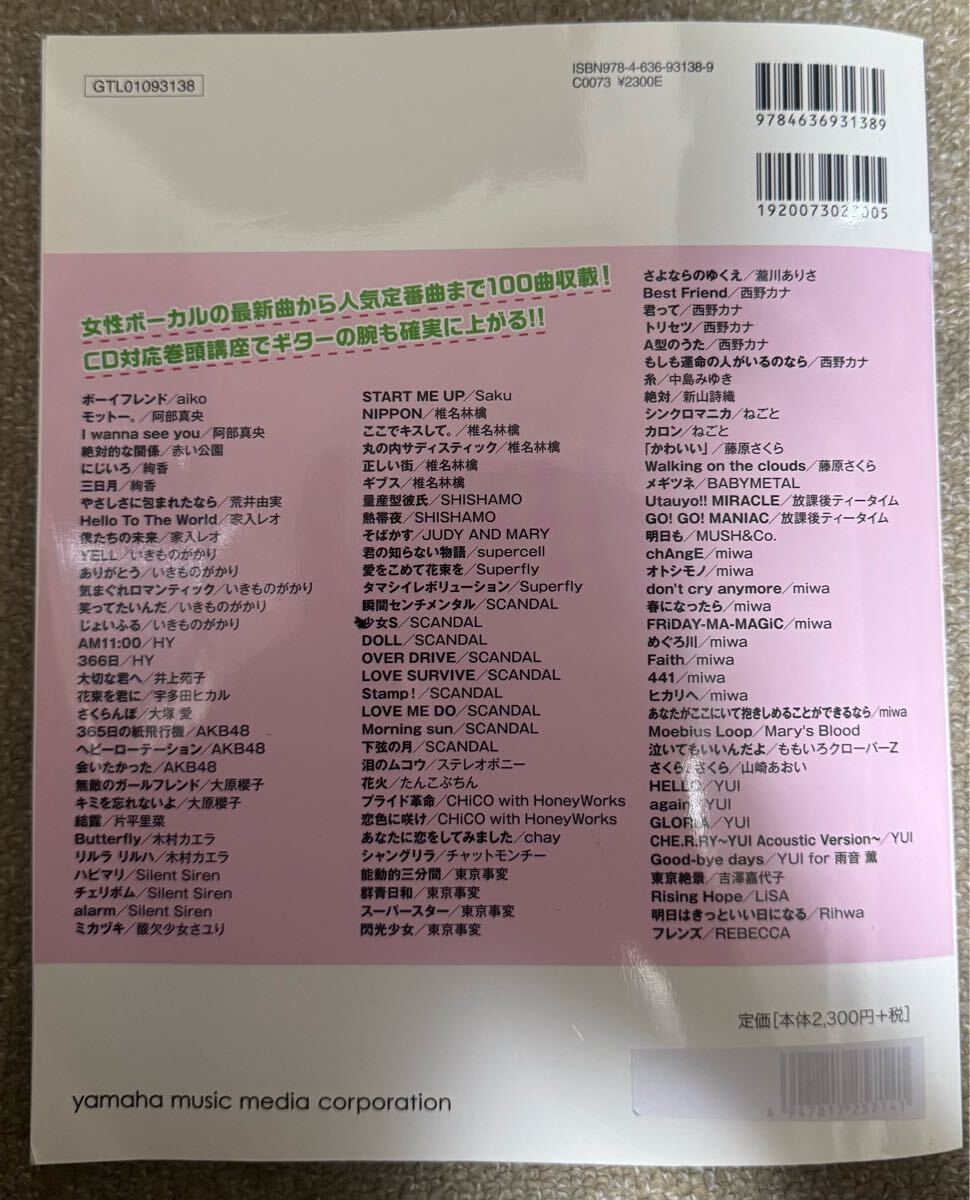 GTL01093138
ISBN978-4-636-93138-9
C0073 ¥2300E
9784636931389
1920073023005
女性ボーカルの最新曲から人気定番曲まで100曲収載!
CD対応巻頭講座でギターの腕も確実に上がる!!
ボーイフレンド/aiko
モットー。/阿部真央
I wanna see you/阿部真央
絶対的な関係/赤い公園
にじいろ/絢香
三日月/絢香
やさしさに包まれたなら/荒井由実
Hello To The World/家入レオ
僕たちの未来/家入レオ
YELL/いきものがかり
ありがとう/いきものがかり
気まぐれロマンティック/いきものがかり
笑ってたいんだ/いきものがかり
じょいふる/いきものがかり
AM11:00/HY
366日/HY
大切な君へ/井上苑子
花束を君に/宇多田ヒカル
さくらんぼ/大塚 愛
365日の紙飛行機/AKB48
ヘビーローテーション/AKB48
会いたかった/AKB48
無敵のガールフレンド/大原櫻子
キミを忘れないよ/大原櫻子
結露/片平里菜
Butterfly/木村カエラ
リルラ リルハ/木村カエラ
ハピマリ/Silent Siren
チェリボム/Silent Siren
alarm/Silent Siren
ミカヅキ/酸欠少女さユり
START ME UP/Saku
NIPPON/椎名林檎
ここでキスして。/椎名林檎
丸の内サディスティック/椎名林檎
正しい街/椎名林檎
ギブス/椎名林檎
量産型彼氏/SHISHAMO
熱帯夜/SHISHAMO
そばかす/JUDY AND MARY
君の知らない物語/supercell
愛をこめて花束を/Superfly
タマシイレボリューション/Superfly
瞬間センチメンタル/SCANDAL
少女S/SCANDAL
DOLL/SCANDAL
OVER DRIVE/SCANDAL
LOVE SURVIVE/SCANDAL
Stamp!/SCANDAL
LOVE ME DO/SCANDAL
Morning sun/SCANDAL
下弦の月/SCANDAL
泪のムコウ/ステレオポニー
花火/たんこぶちん
プライド革命/CHiCO with HoneyWorks
恋色に咲け/CHiCO with HoneyWorks
あなたに恋をしてみました/chay
シャングリラ/チャットモンチー
能動的三分間/東京事変
群青日和/東京事変
スーパースター/東京事変
閃光少女/東京事変
さよならのゆくえ/瀧川ありさ
Best Friend/西野カナ
君って/西野カナ
トリセツ/西野カナ
A型のうた/西野カナ
もしも運命の人がいるのなら/西野カナ
糸/中島みゆき
絶対/新山詩織
シンクロマニカ/ねごと
カロン/ねごと
「かわいい」/藤原さくら
Walking on the clouds/藤原さくら
メギツネ/BABYMETAL
Utauyo!! MIRACLE/放課後ティータイム
GO! GO! MANIAC/放課後ティータイム
明日も/MUSH&Co.
chAngE/miwa
オトシモノ/miwa
don't cry anymore/miwa
春になったら/miwa
FRiDAY-MA-MAGiC/miwa
めぐろ川/miwa
Faith/miwa
441/miwa
ヒカリへ/miwa
あなたがここにいて抱きしめることができるなら/miwa
Moebius Loop/Mary's Blood
泣いてもいいんだよ/ももいろクローバーZ
さくら さくら/山崎あおい
HELLO/YUI
again/YUI
GLORIA/YUI
CHE.R.RY~YUI Acoustic Version~/YUI
Good-bye days/YUI for 雨音 薫
東京絶景/吉澤嘉代子
Rising Hope/LiSA
明日はきっといい日になる/Rihwa
フレンズ/REBECCA
定価[本体2,300円+税]
yamaha music media corporation